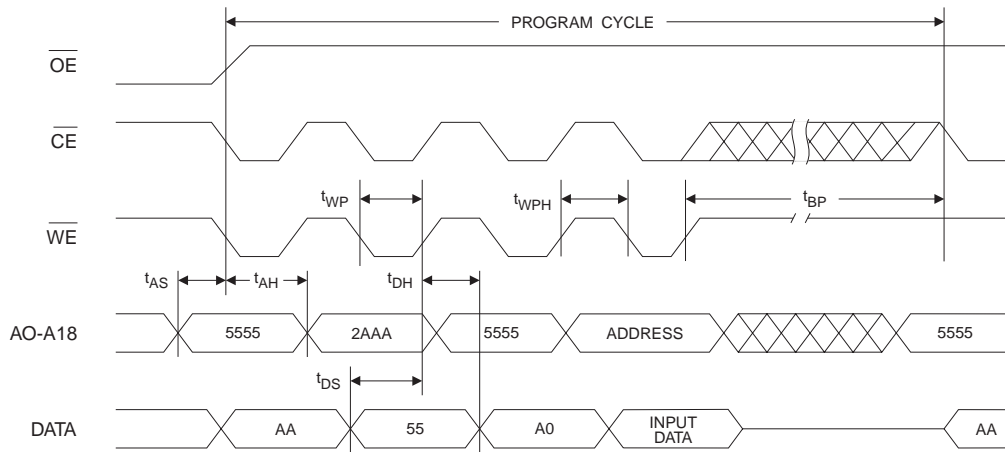 PROGRAM CYCLE
OE
CE
tWP tWPH tBP
WE
tAS tAH tDH
AO-A18 5555 2AAA 5555 ADDRESS 5555
tDS
DATA AA 55 A0 INPUT DATA AA